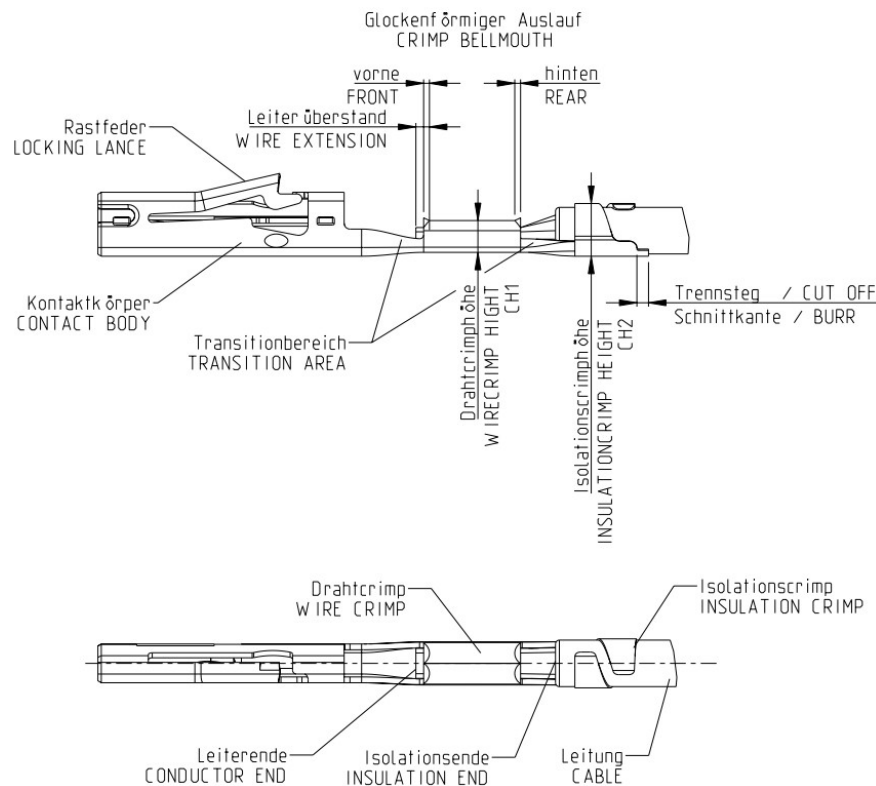 Glockenförmiger Auslauf
CRIMP BELLMOUTH
vorne
FRONT
hinten
REAR
Leiterüberstand
WIRE EXTENSION
Rastfeder
LOCKING LANCE
Kontaktkörper
CONTACT BODY
Transitionbereich
TRANSITION AREA
Drahtcrimphöhe
WIRECRIMP HIGHT
CH1
Isolationscrimphöhe
INSULATIONCRIMP HEIGHT
CH2
Trennsteg / CUT OFF
Schnittkante / BURR
Drahtcrimp
WIRE CRIMP
Isolationscrimp
INSULATION CRIMP
Leiterende
CONDUCTOR END
Isolationsende
INSULATION END
Leitung
CABLE